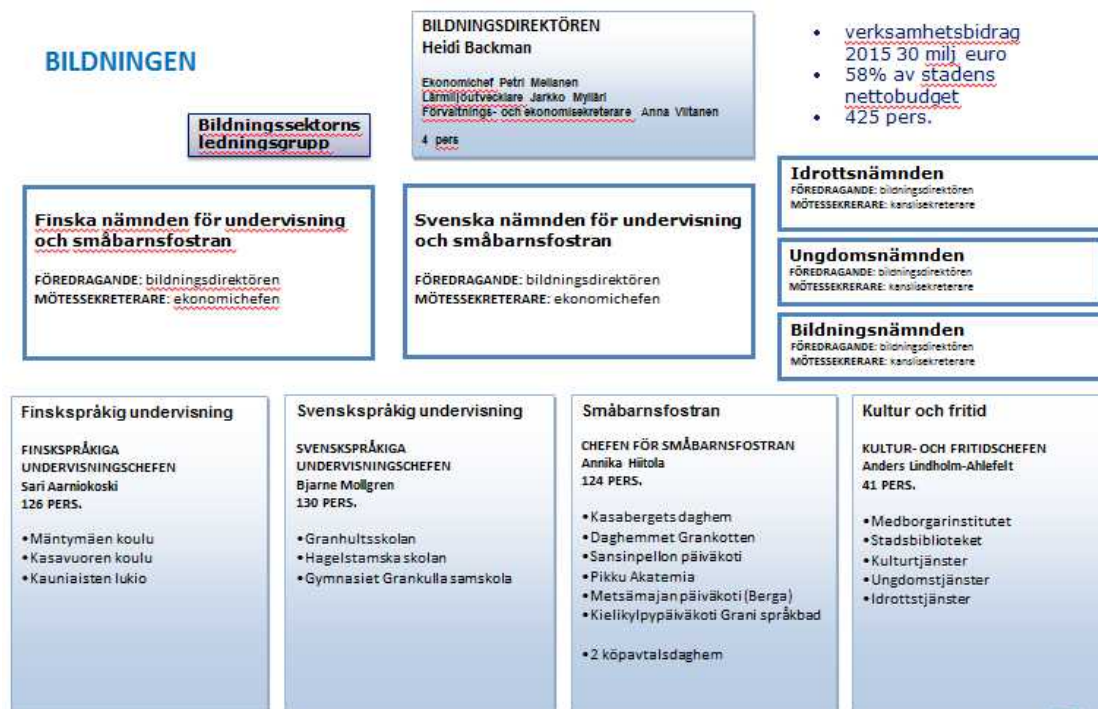 BILDNINGEN
Bildningssektorns
ledningsgrupp
BILDNINGSDIREKTÖREN
Heidi Backman
Ekonomichef Petri Mellanen
Lärmiljöutvecklare Jarkko Mylläri
Förvaltnings- och ekonomisekreterare Anna Viitanen
4 pers
• verksamhetsbidrag
2015 30 milj euro
• 58% av stadens
nettobudget
• 425 pers.
Finska nämnden för undervisning
och småbarnsfostran
FÖREDRAGANDE: bildningsdirektören
MÖTESSEKRETERARE: ekonomichefen
Svenska nämnden för undervisning
och småbarnsfostran
FÖREDRAGANDE: bildningsdirektören
MÖTESSEKRETERARE: ekonomichefen
Idrottsnämnden
FÖREDRAGANDE: bildningsdirektören
MÖTESSEKRERARE: kanslisekreterare
Ungdomsnämnden
FÖREDRAGANDE: bildningsdirektören
MÖTESSEKRERARE: kanslisekreterare
Bildningsnämnden
FÖREDRAGANDE: bildningsdirektören
MÖTESSEKRERARE: kanslisekreterare
Finskspråkig undervisning
FINSKSPRÅKIGA
UNDERVISNINGSCHEFEN
Sari Aarniokoski
126 PERS.
• Mäntymäen koulu
• Kasavuoren koulu
• Kauniaisten lukio
Svenskspråkig undervisning
SVENSKSPRÅKIGA
UNDERVISNINGSCHEFEN
Bjarne Mollgren
130 PERS.
• Granhultsskolan
• Hagelstamska skolan
• Gymnasiet Grankulla samskola
Småbarnsfostran
CHEFEN FÖR SMÅBARNSFOSTRAN
Annika Hiitola
124 PERS.
• Kasabergets daghem
• Daghemmet Grankotten
• Sansinpellon päiväkoti
• Pikku Akatemia
• Metsämajan päiväkoti (Berga)
• Kielikylpypäiväkoti Grani språkbad
• 2 köpavtalsdaghem
Kultur och fritid
KULTUR- OCH FRITIDSCHEFEN
Anders Lindholm-Ahlefelt
41 PERS.
• Medborgarinstitutet
• Stadsbiblioteket
• Kulturtjänster
• Ungdomstjänster
• Idrottstjänster